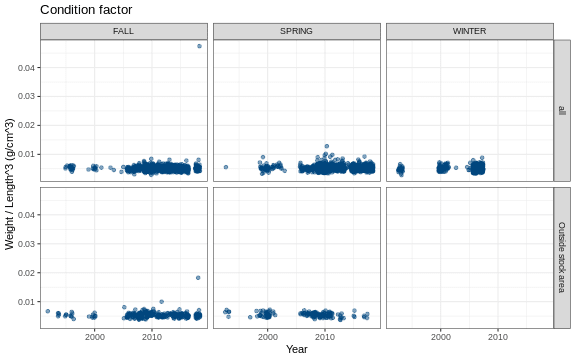 Condition factor
FALL
SPRING
WINTER
0.04
0.03
0.02
0.01
all
0.04
0.03
0.02
0.01
Outside stock area
2000
2010
2000
2010
2000
2010
Year
Weight / Length^3 (g/cm^3)